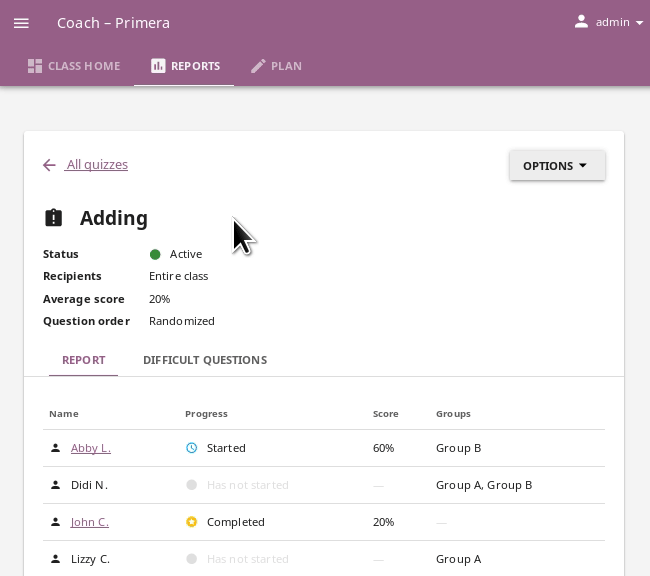 Coach – Primera
admin
CLASS HOME REPORTS PLAN
All quizzes
OPTIONS
Adding
Status Active
Recipients Entire class
Average score 20%
Question order Randomized
REPORT DIFFICULT QUESTIONS
Name Progress Score Groups
Abby L. Started 60% Group B
Didi N. Has not started — Group A, Group B
John C. Completed 20% —
Lizzy C. Has not started — Group A